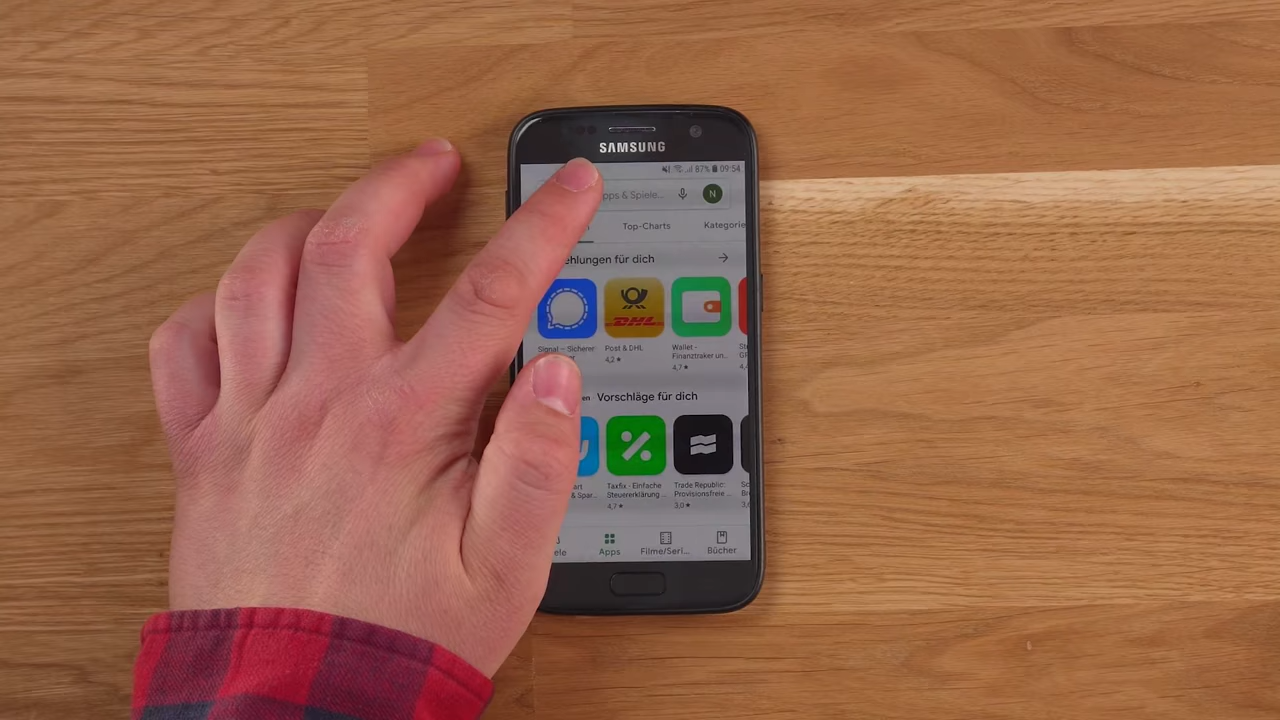 SAMSUNG
87% 09:54
Apps & Spiele...
N
Top-Charts Kategorie
ehlungen für dich
DHL
Signal – Sicherer Post & DHL Wallet -
Finanztraker un...
4,2★ 4,7★
Vorschläge für dich
Taxfix - Einfache Trade Republic:
& Spar... Steuererklärung ... Provisionsfreie ...
4,7★ 3,0★
Apps Filme/Seri... Bücher